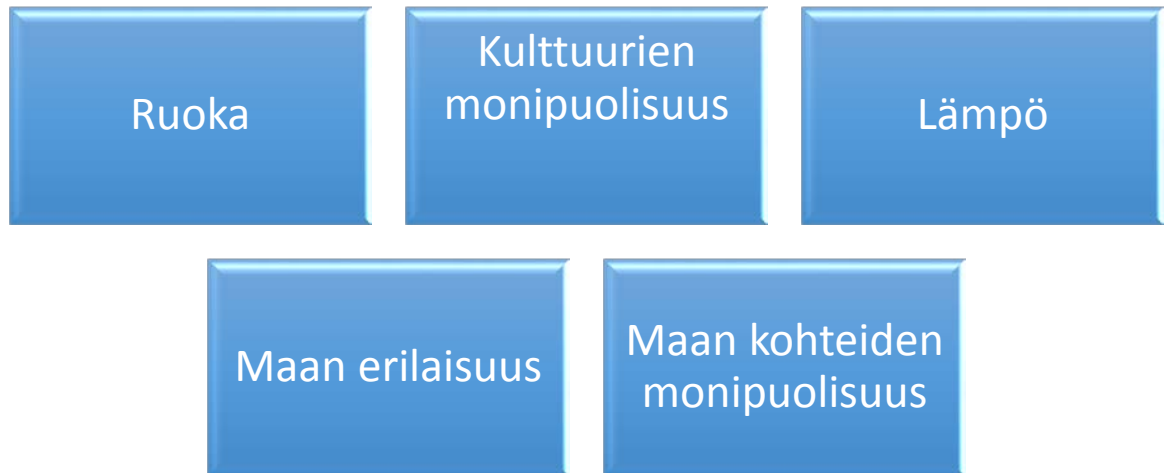 Ruoka
Kulttuurien
monipuolisuus
Lämpö
Maan erilaisuus
Maan kohteiden
monipuolisuus